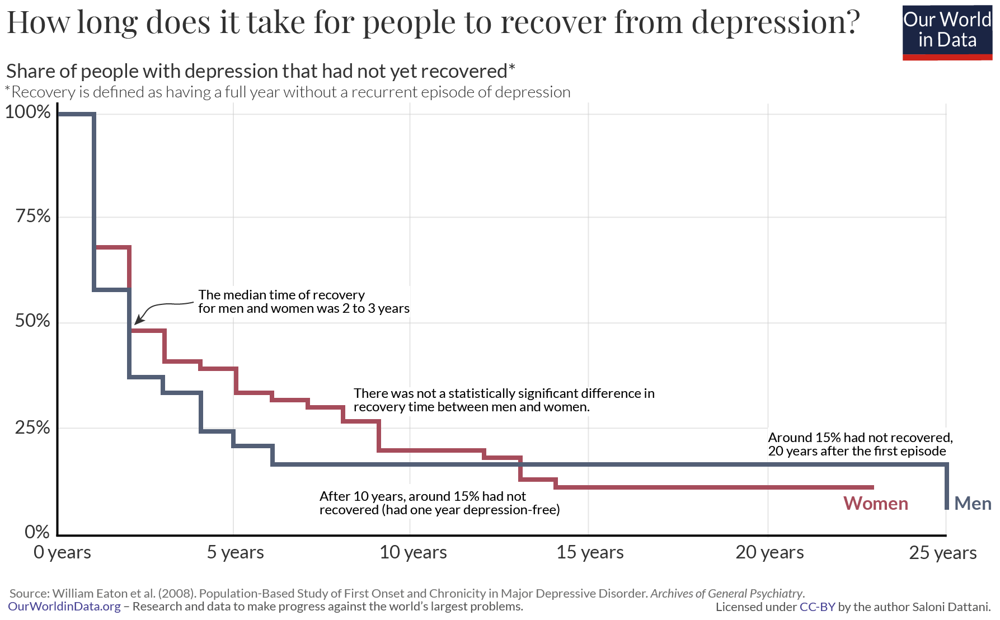 How long does it take for people to recover from depression?
Our World
in Data
Share of people with depression that had not yet recovered*
*Recovery is defined as having a full year without a recurrent episode of depression
100%
75%
The median time of recovery
for men and women was 2 to 3 years
50%
There was not a statistically significant difference in
recovery time between men and women.
25%
Around 15% had not recovered,
20 years after the first episode
After 10 years, around 15% had not
recovered (had one year depression-free)
Women
Men
0%
0 years
5 years
10 years
15 years
20 years
25 years
Source: William Eaton et al. (2008). Population-Based Study of First Onset and Chronicity in Major Depressive Disorder. Archives of General Psychiatry.
OurWorldinData.org – Research and data to make progress against the world's largest problems.
Licensed under CC-BY by the author Saloni Dattani.